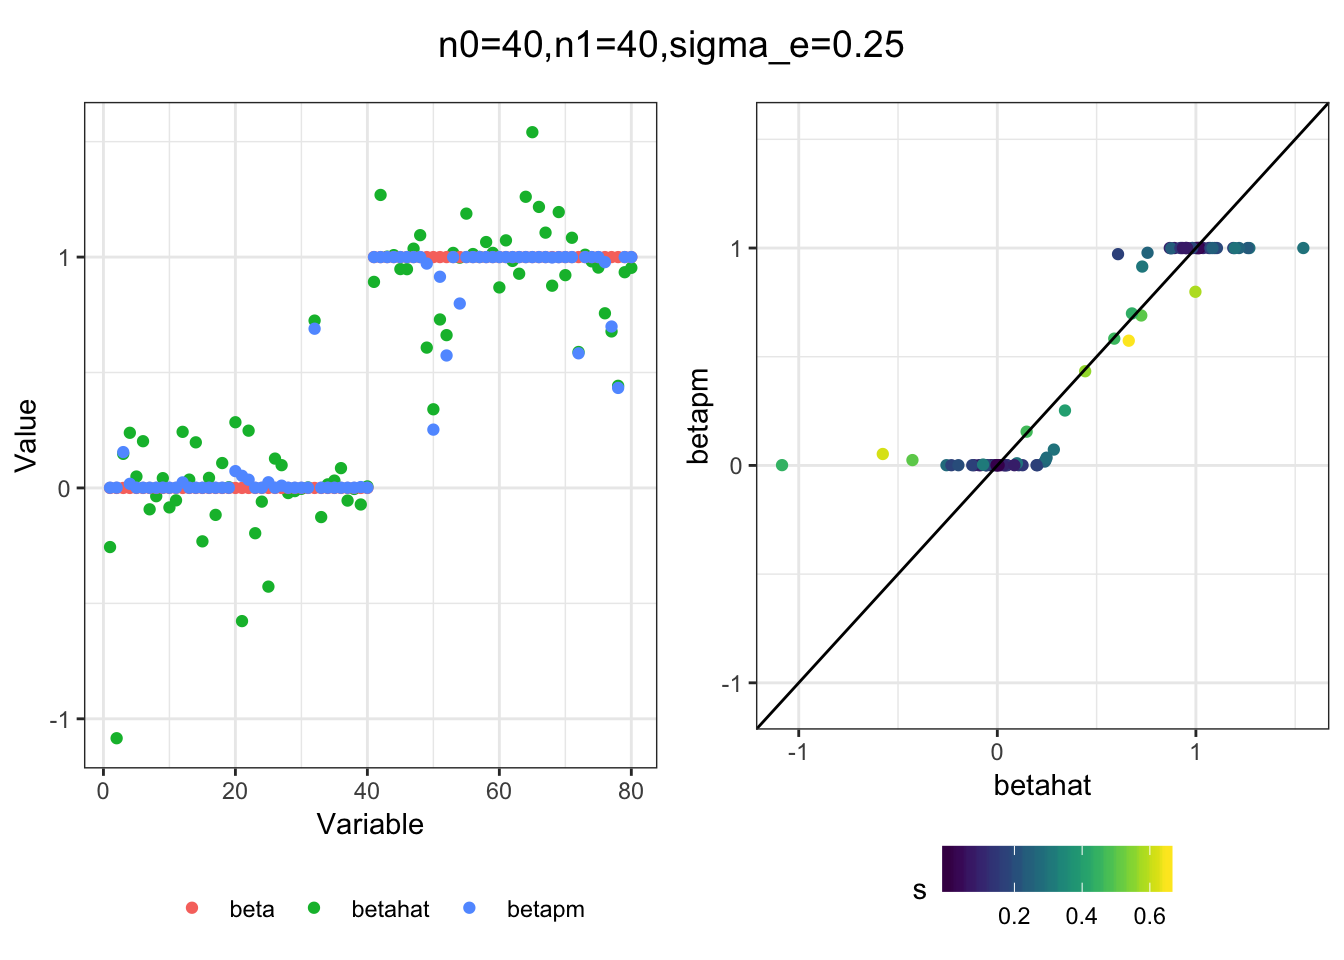 n0=40,n1=40,sigma_e=0.25
Value
1
0
-1
0 20 40 60 80
Variable
beta betahat betapm
betapm
1
0
-1
-1 0 1
betahat
s
0.2 0.4 0.6